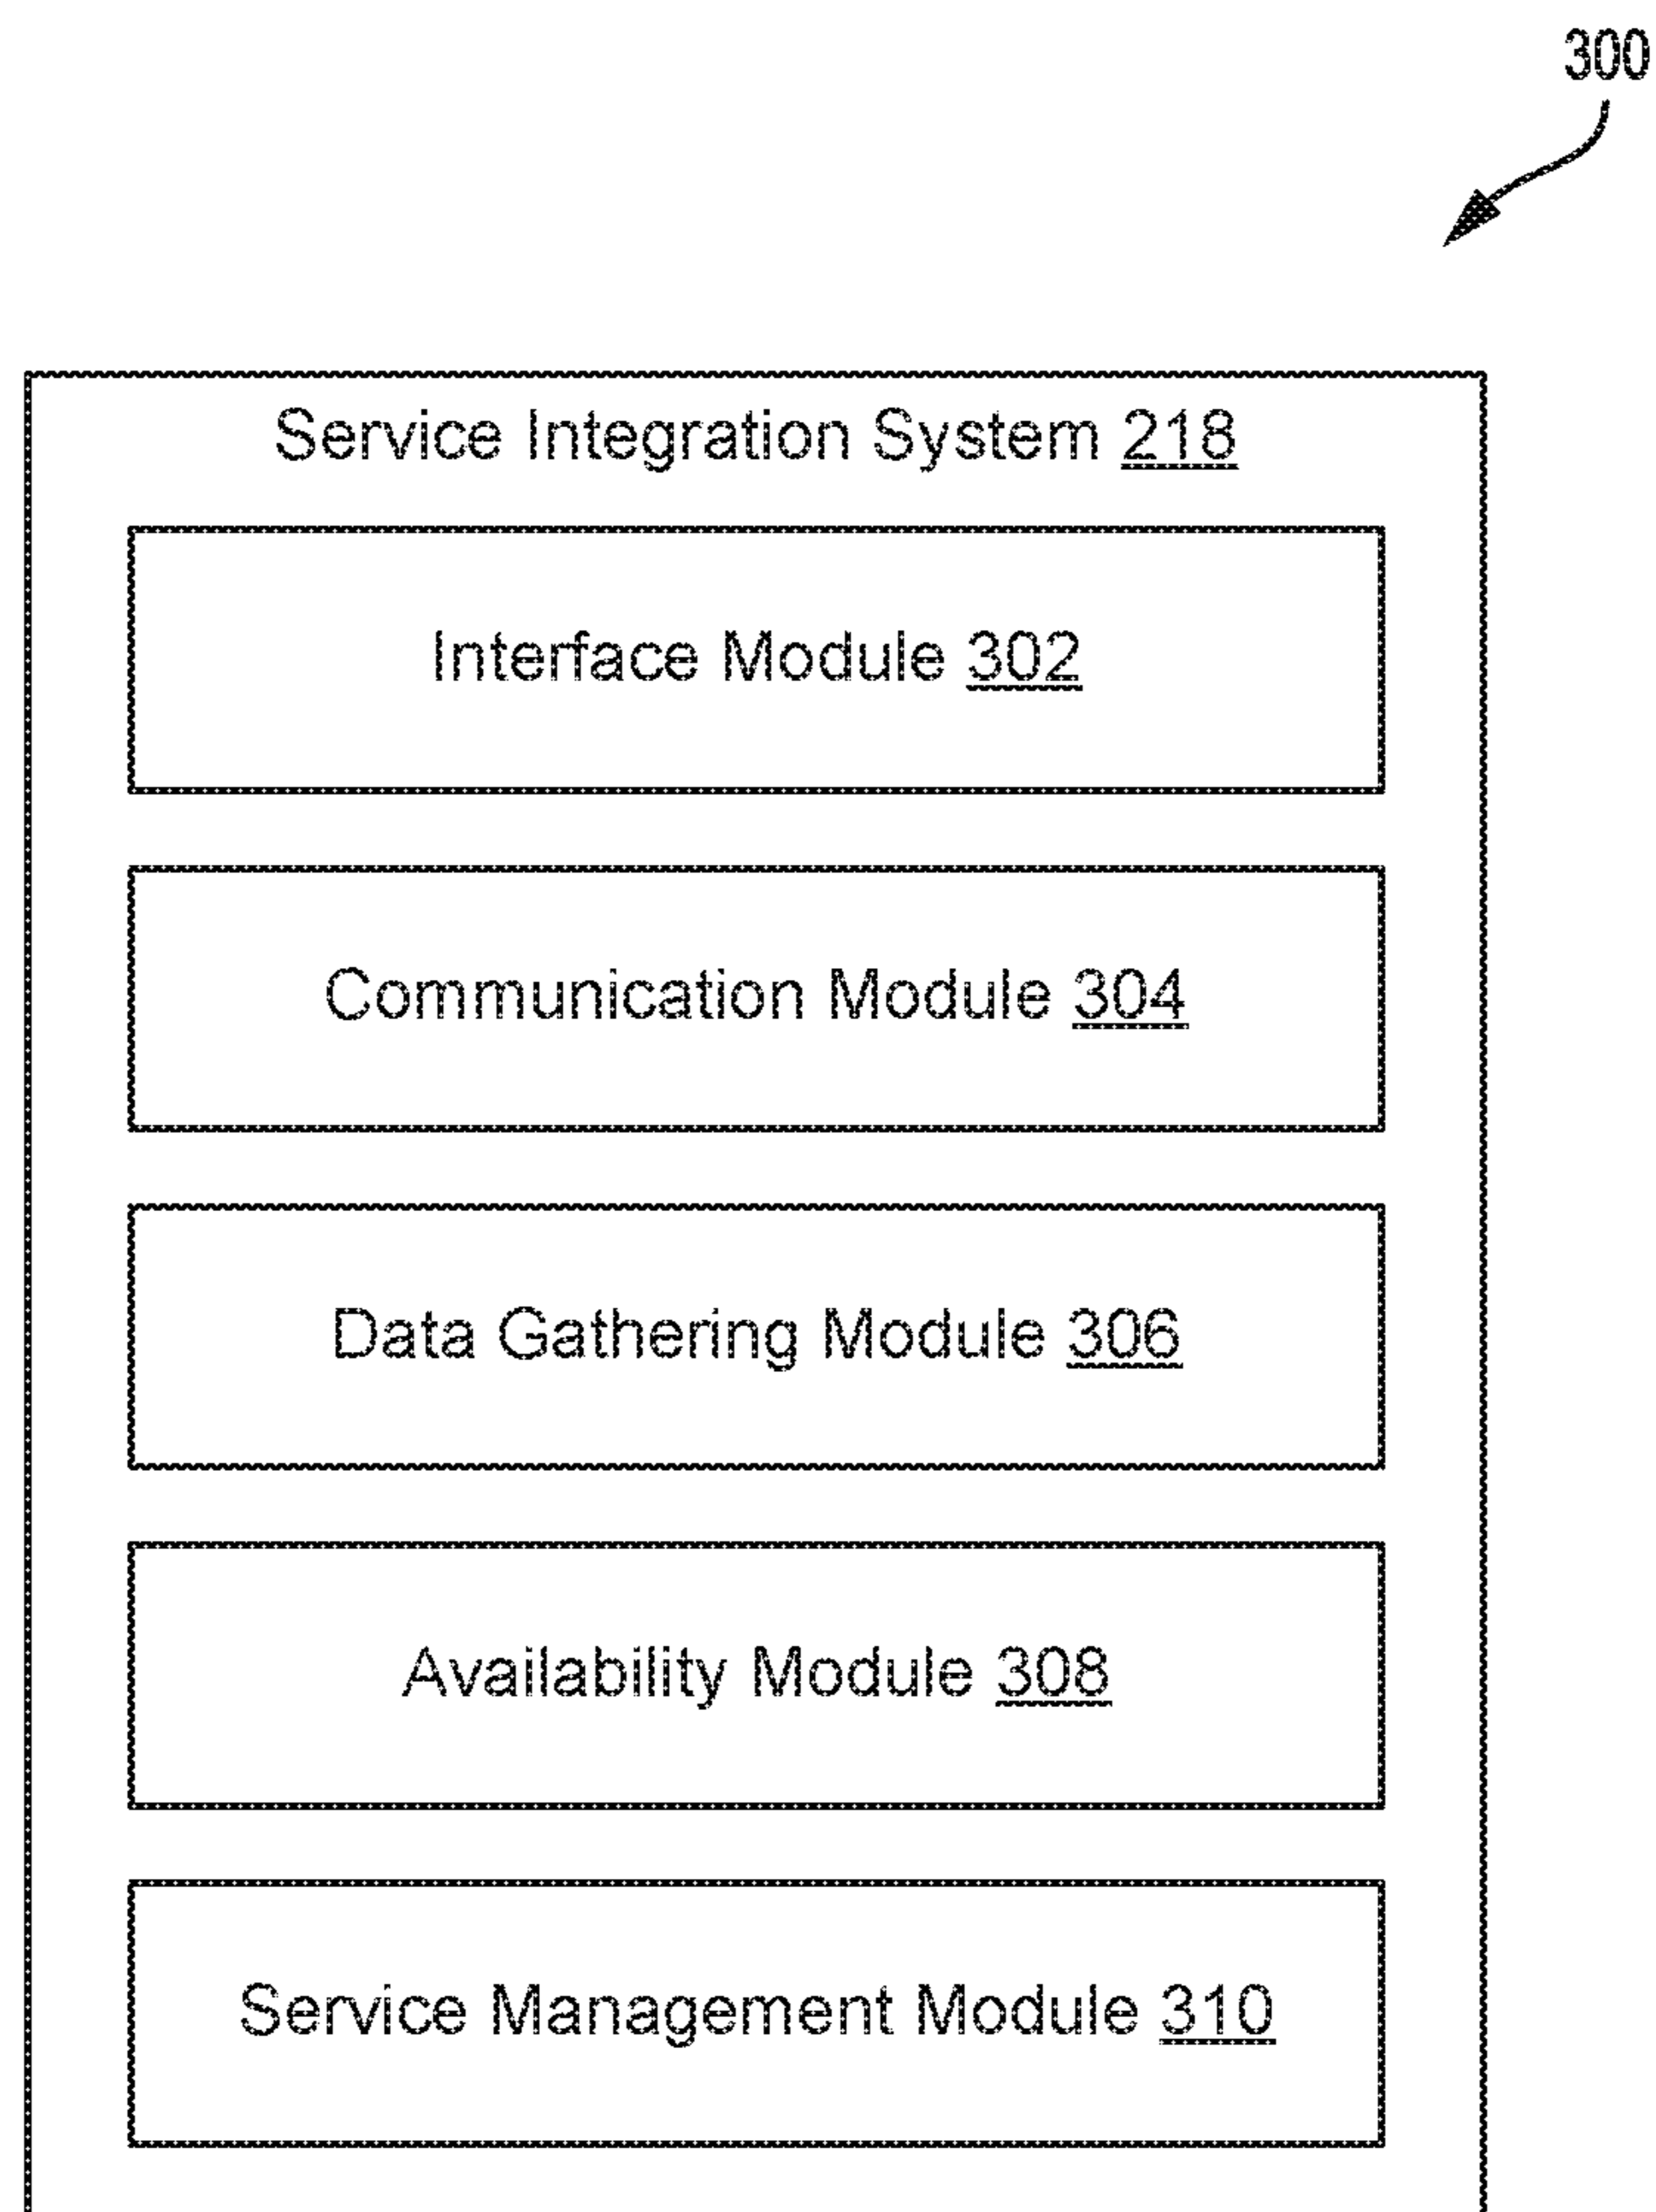 300
Service Integration System 218
Interface Module 302
Communication Module 304
Data Gathering Module 306
Availability Module 308
Service Management Module 310